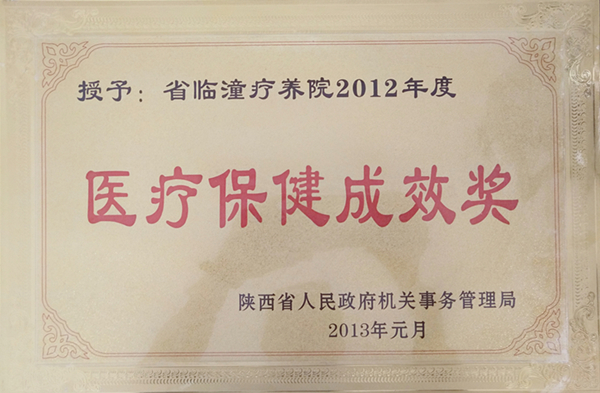 授予：省临潼疗养院2012年度
医疗保健成效奖
陕西省人民政府机关事务管理局
2013年元月